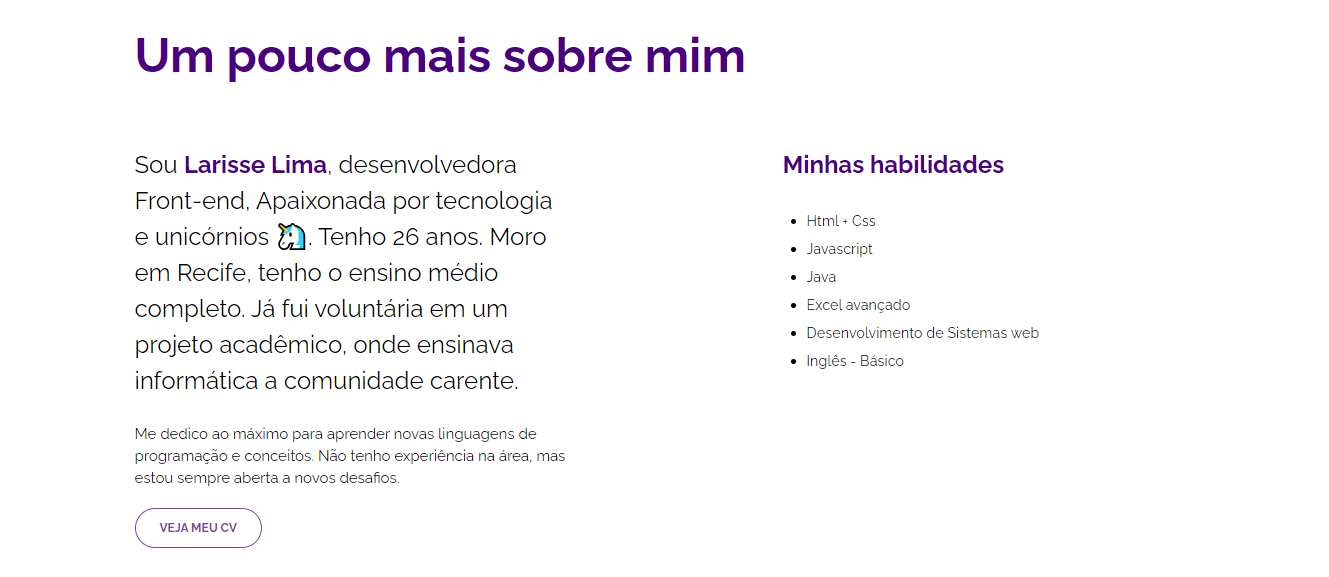 Um pouco mais sobre mim
Sou Larisse Lima, desenvolvedora
Front-end, Apaixonada por tecnologia
e unicórnios 🦄. Tenho 26 anos. Moro
em Recife, tenho o ensino médio
completo. Já fui voluntária em um
projeto acadêmico, onde ensinava
informática a comunidade carente.
Me dedico ao máximo para aprender novas linguagens de
programação e conceitos. Não tenho experiência na área, mas
estou sempre aberta a novos desafios.
VEJA MEU CV
Minhas habilidades
Html + Css
Javascript
Java
Excel avançado
Desenvolvimento de Sistemas web
Inglês - Básico